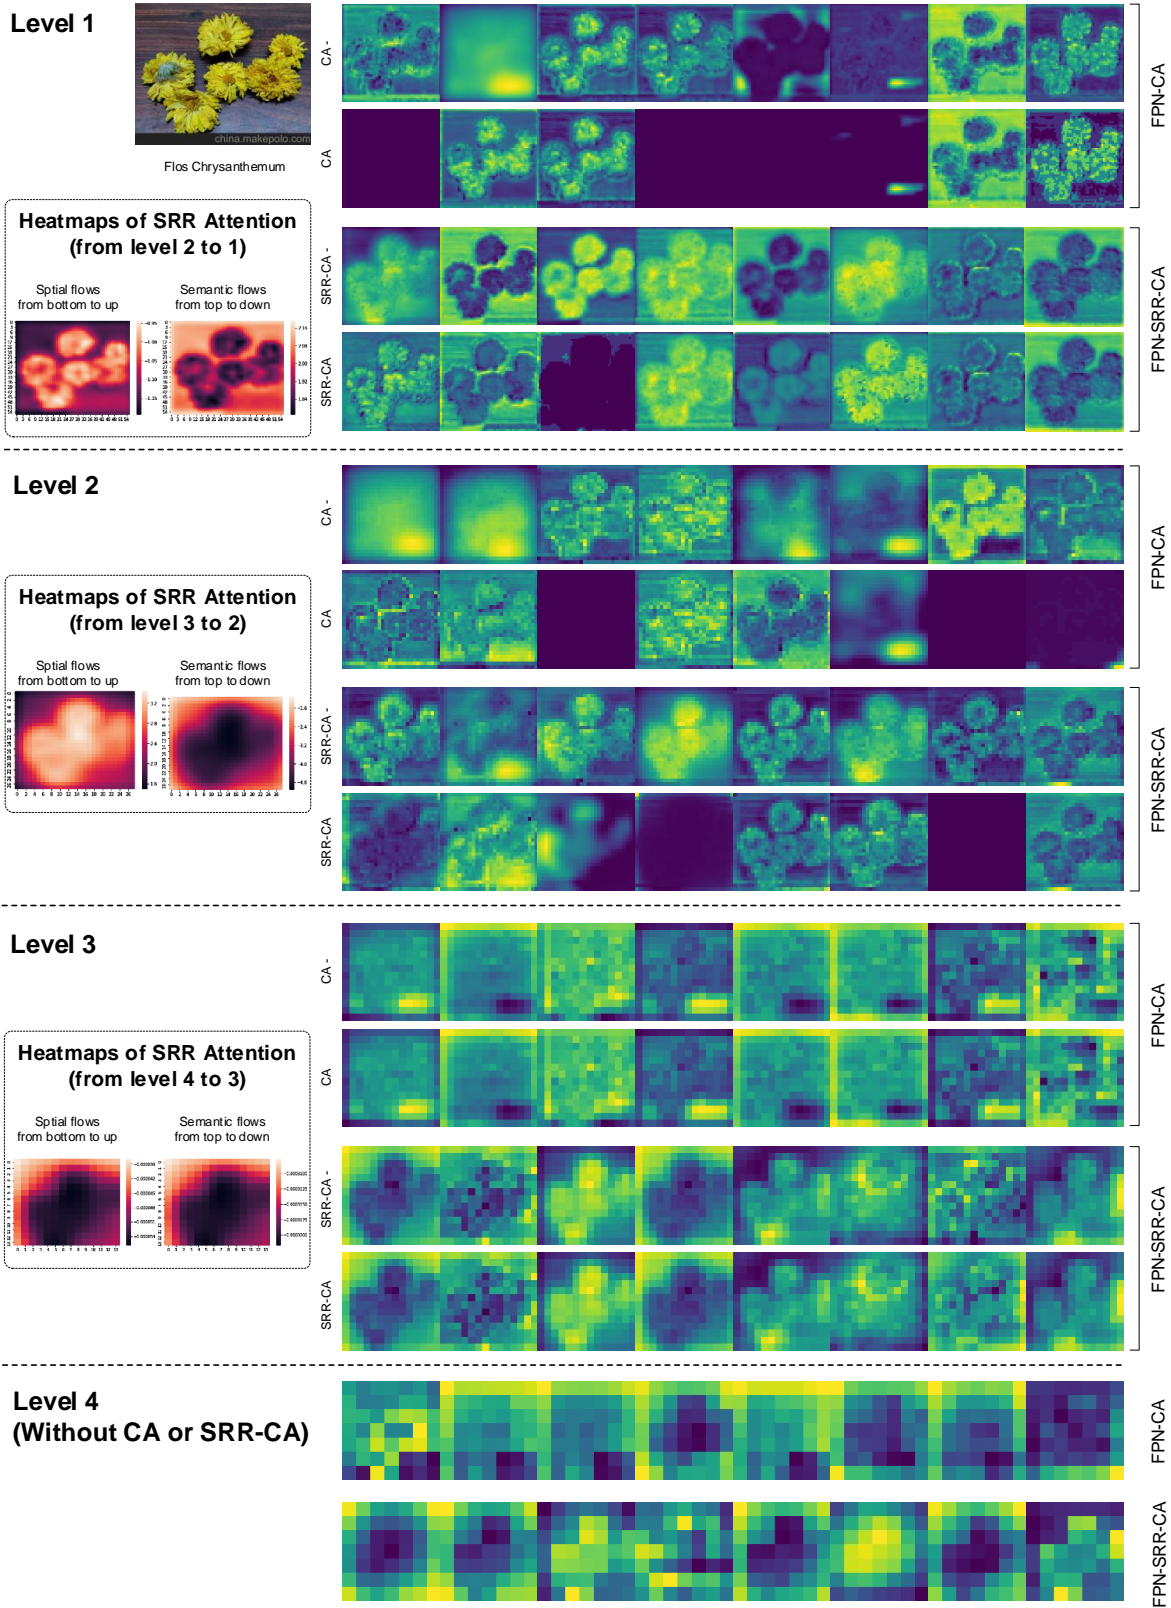 Level 1
china.makepolo.com
Flos Chrysanthemum
CA -
CA
FPN-CA
Heatmaps of SRR Attention
(from level 2 to 1)
Sptial flows
from bottom to up
Semantic flows
from top to down
SRR-CA -
SRR-CA
FPN-SRR-CA
Level 2
CA -
CA
FPN-CA
Heatmaps of SRR Attention
(from level 3 to 2)
Sptial flows
from bottom to up
Semantic flows
from top to down
SRR-CA -
SRR-CA
FPN-SRR-CA
Level 3
CA -
CA
FPN-CA
Heatmaps of SRR Attention
(from level 4 to 3)
Sptial flows
from bottom to up
Semantic flows
from top to down
SRR-CA -
SRR-CA
FPN-SRR-CA
Level 4
(Without CA or SRR-CA)
FPN-CA
FPN-SRR-CA